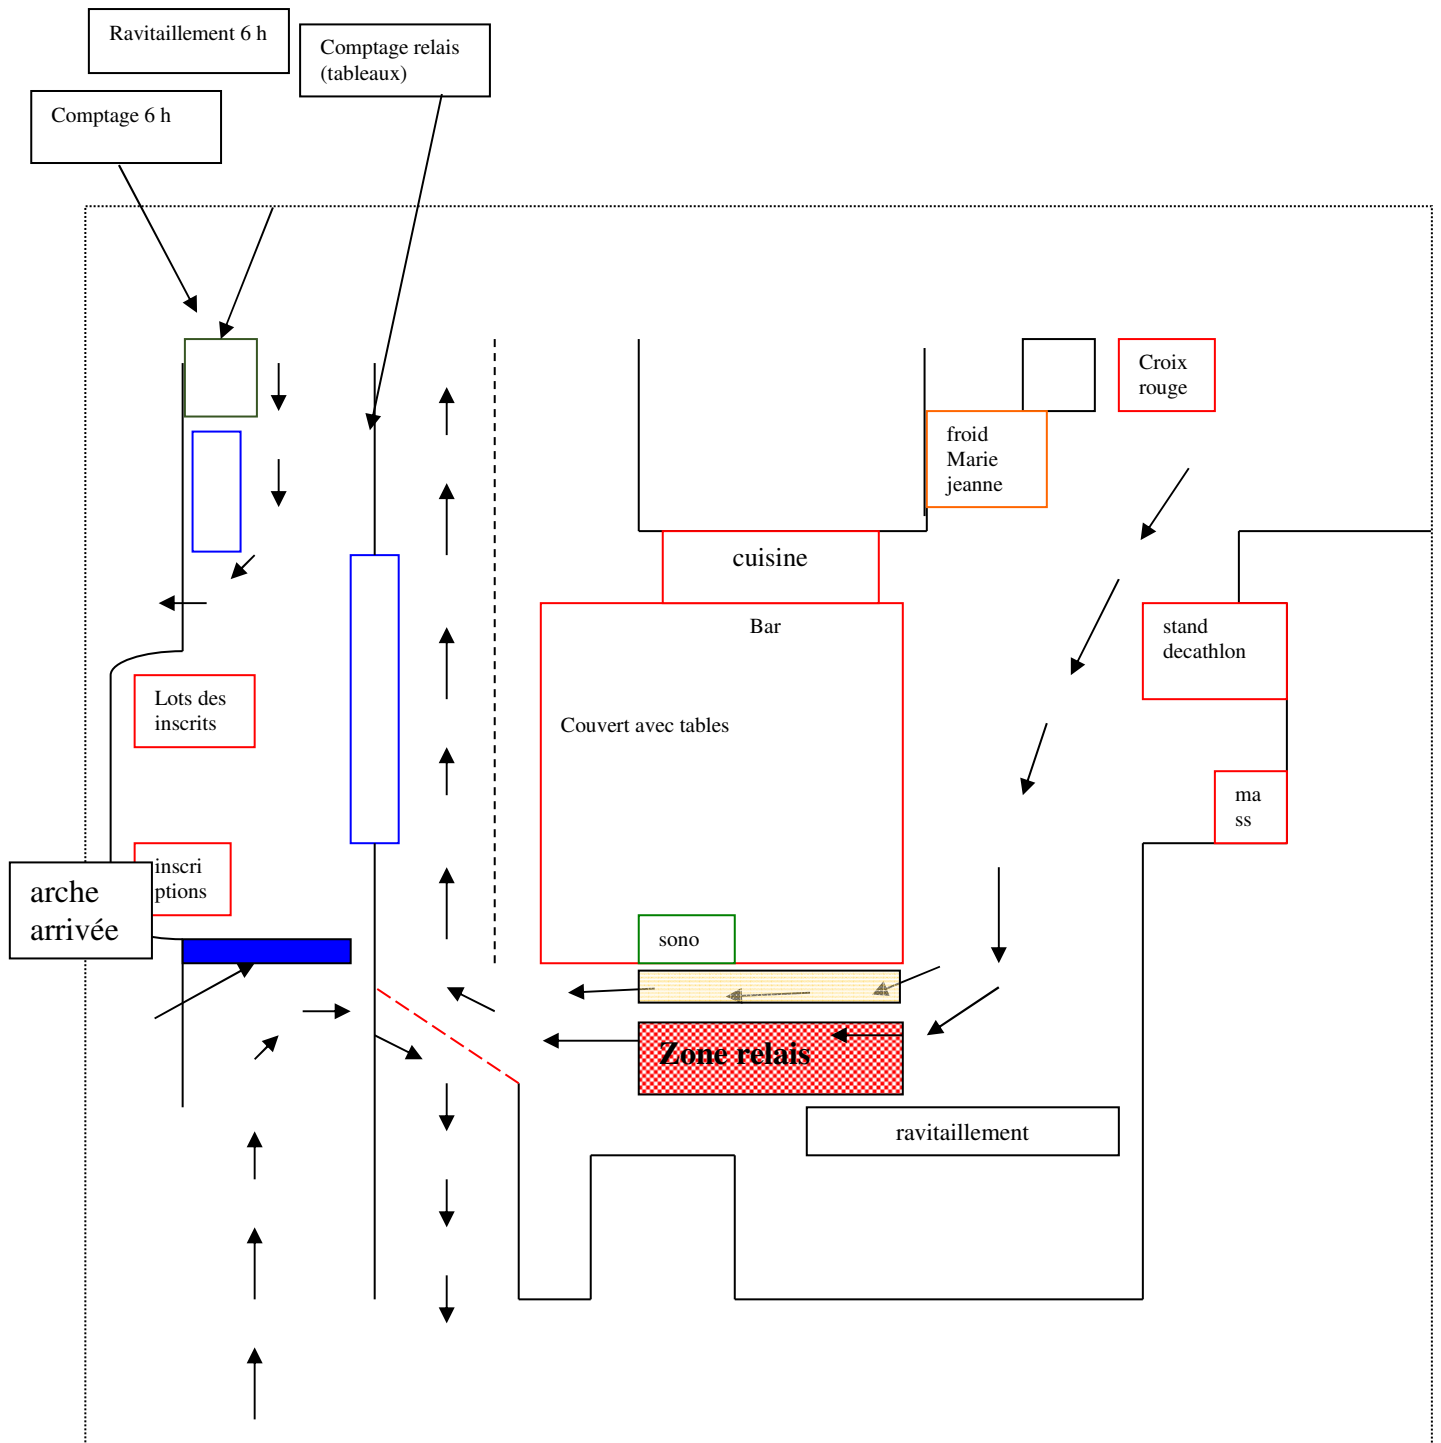 Ravitaillement 6 h
Comptage relais
(tableaux)
Comptage 6 h
Croix
rouge
froid
Marie
jeanne
cuisine
Bar
stand
decathlon
Lots des
inscrits
Couvert avec tables
ma
ss
inscri
ptions
arche
arrivée
sono
Zone relais
ravitaillement